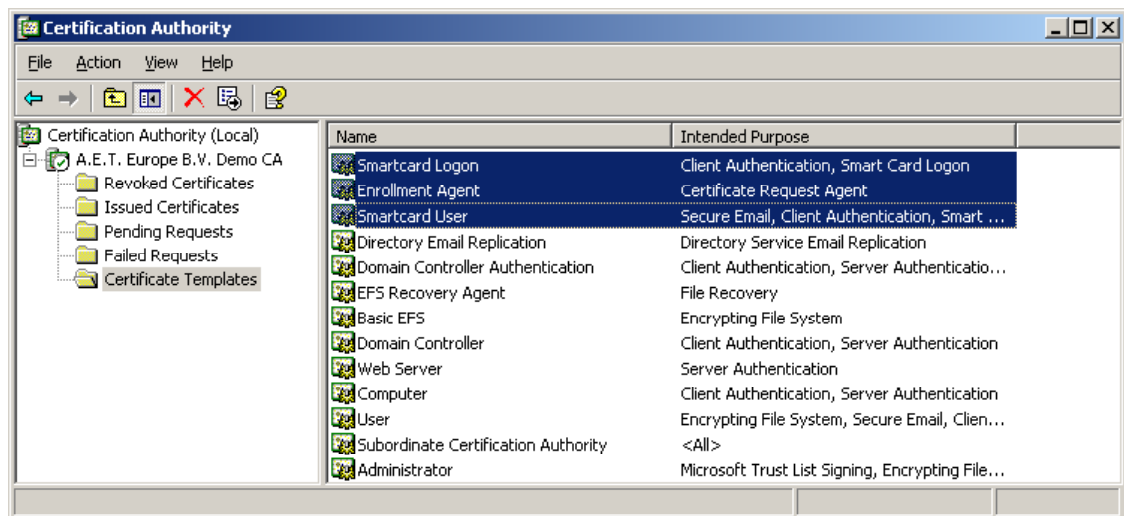 Certification Authority
File Action View Help
Certification Authority (Local)
A.E.T. Europe B.V. Demo CA
Revoked Certificates
Issued Certificates
Pending Requests
Failed Requests
Certificate Templates
Name Intended Purpose
Smartcard Logon Client Authentication, Smart Card Logon
Enrollment Agent Certificate Request Agent
Smartcard User Secure Email, Client Authentication, Smart ...
Directory Email Replication Directory Service Email Replication
Domain Controller Authentication Client Authentication, Server Authenticatio...
EFS Recovery Agent File Recovery
Basic EFS Encrypting File System
Domain Controller Client Authentication, Server Authentication
Web Server Server Authentication
Computer Client Authentication, Server Authentication
User Encrypting File System, Secure Email, Clien...
Subordinate Certification Authority <All>
Administrator Microsoft Trust List Signing, Encrypting File...